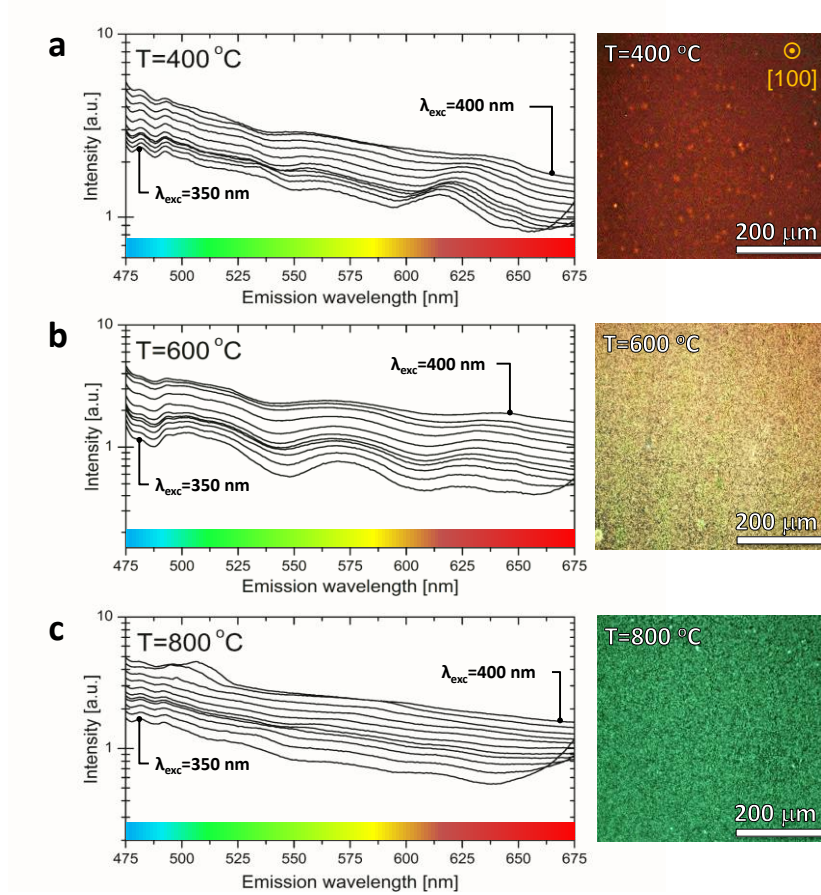 a
T=400 °C
Intensity [a.u.]
10
1
λexc=400 nm
λexc=350 nm
475 500 525 550 575 600 625 650 675
Emission wavelength [nm]
T=400 °C
[100]
200 μm
b
T=600 °C
Intensity [a.u.]
10
1
λexc=400 nm
λexc=350 nm
475 500 525 550 575 600 625 650 675
Emission wavelength [nm]
T=600 °C
200 μm
c
T=800 °C
Intensity [a.u.]
10
1
λexc=400 nm
λexc=350 nm
475 500 525 550 575 600 625 650 675
Emission wavelength [nm]
T=800 °C
200 μm